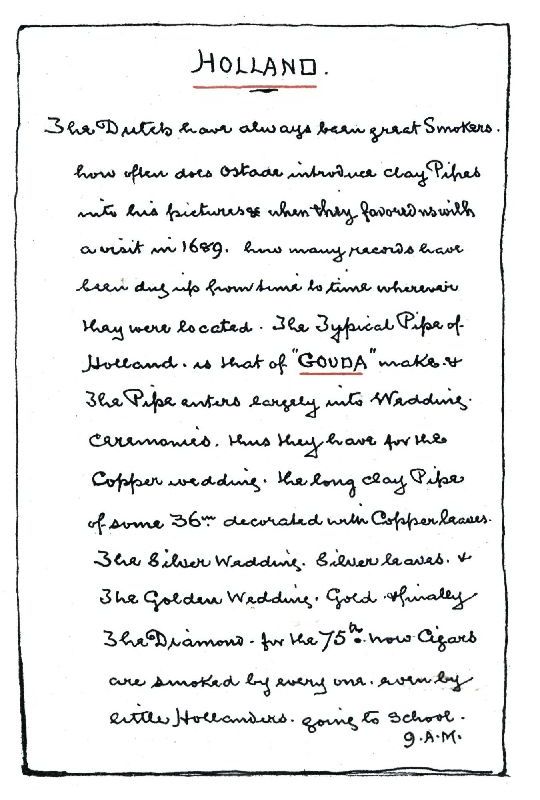 HOLLAND.
The Dutch have always been great Smokers.
how often does Ostade introduce clay Pipes
into his pictures & when they favored us with
a visit in 1689. how many records have
been dug up from time to time wherever
they were located. The Typical Pipe of
Holland. is that of "GOUDA" make. &
The Pipe enters largely into Wedding.
Ceremonies. thus they have for the
Copper wedding. the long clay Pipe
of some 36in decorated with Copper leaves.
The Silver Wedding. Silver leaves. &
The Golden Wedding. Gold. & finally
The Diamond. for the 75th. now Cigars
are smoked by every one. even by
little Hollanders. going to School.
9.A.M.